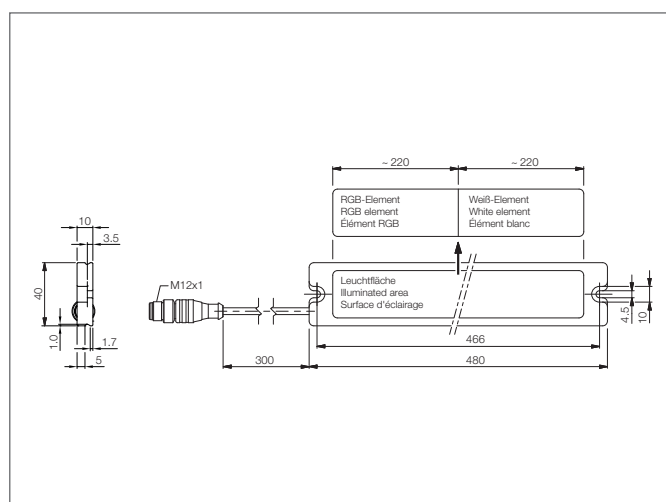 ~ 220
~ 220
RGB-Element
RGB element
Élément RGB
Weiß-Element
White element
Élément blanc
10
3.5
40
1.0
1.7
5
M12x1
Leuchtfläche
Illuminated area
Surface d'éclairage
4.5
10
466
300
480